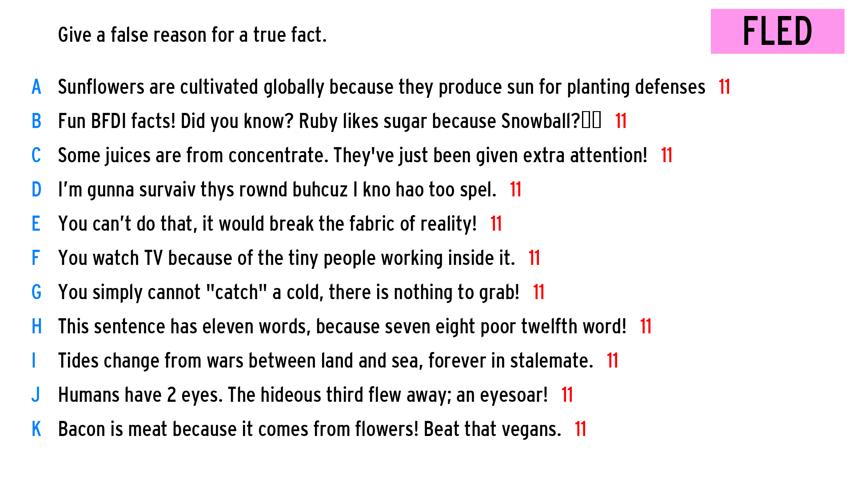 Give a false reason for a true fact.
FLED
A Sunflowers are cultivated globally because they produce sun for planting defenses 11
B Fun BFDI facts! Did you know? Ruby likes sugar because Snowball?▯▯ 11
C Some juices are from concentrate. They've just been given extra attention! 11
D I'm gunna survaiv thys rownd buhcuz I kno hao too spel. 11
E You can't do that, it would break the fabric of reality! 11
F You watch TV because of the tiny people working inside it. 11
G You simply cannot "catch" a cold, there is nothing to grab! 11
H This sentence has eleven words, because seven eight poor twelfth word! 11
I Tides change from wars between land and sea, forever in stalemate. 11
J Humans have 2 eyes. The hideous third flew away; an eyesoar! 11
K Bacon is meat because it comes from flowers! Beat that vegans. 11